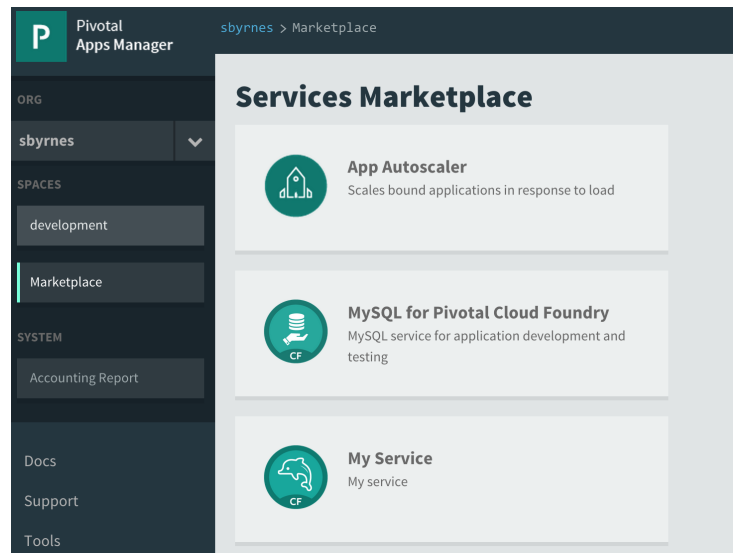 P
Pivotal
Apps Manager
sbyrnes > Marketplace
ORG
sbyrnes
SPACES
development
Marketplace
SYSTEM
Accounting Report
Docs
Support
Tools
Services Marketplace
App Autoscaler
Scales bound applications in response to load
MySQL for Pivotal Cloud Foundry
MySQL service for application development and
testing
CF
My Service
My service
CF